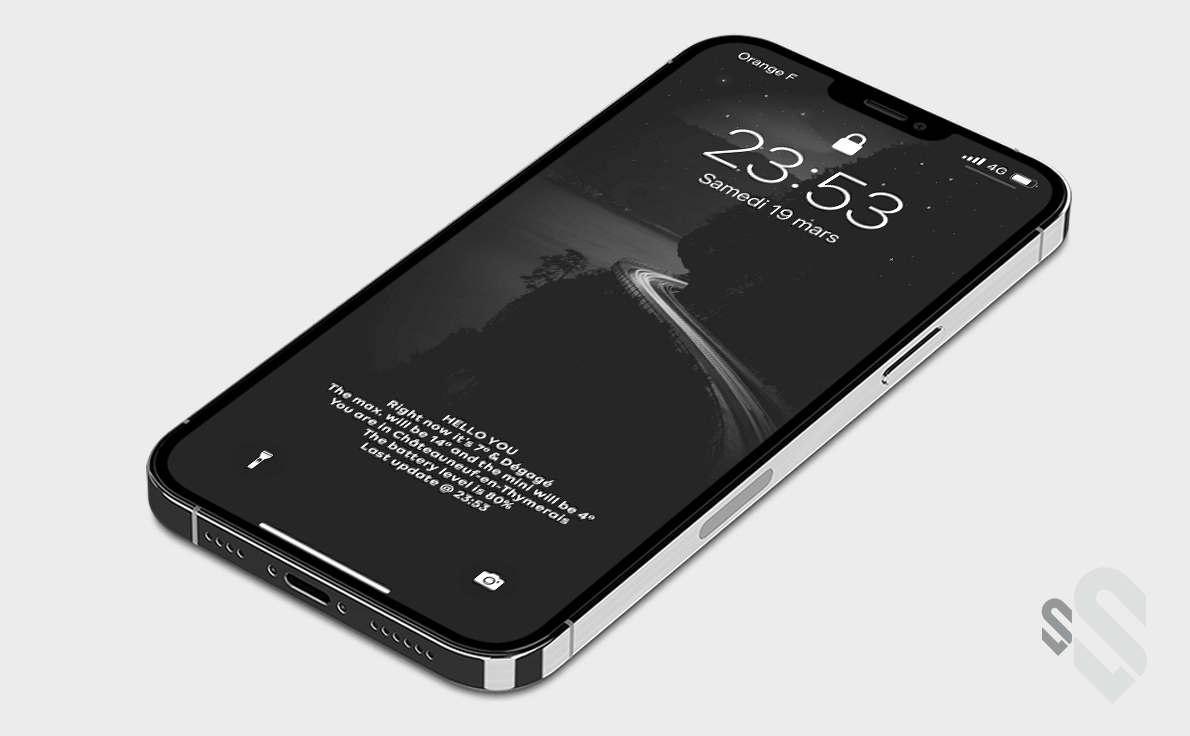 Orange F
4G
23:53
Samedi 19 mars
HELLO YOU
Right now it's 7° & Dégagé
The max. will be 14° and the mini will be 4°
You are in Châteauneuf-en-Thymerais
The battery level is 80%
Last update @ 23:53